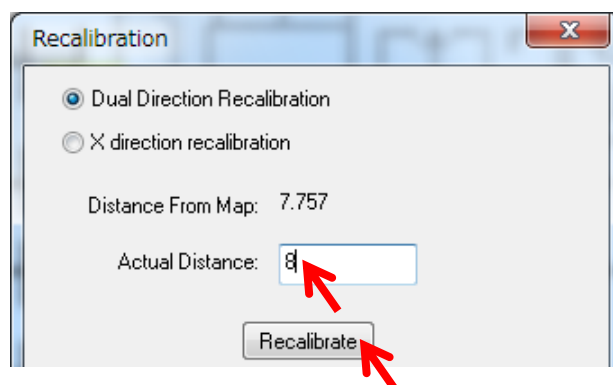 Recalibration
Dual Direction Recalibration
X direction recalibration
Distance From Map: 7.757
Actual Distance: 8
Recalibrate